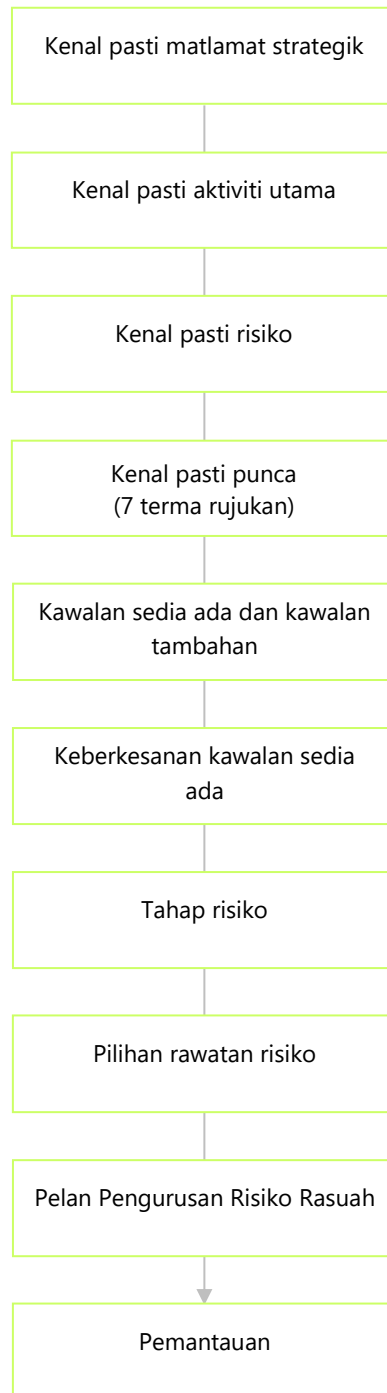 Kenal pasti matlamat strategik
Kenal pasti aktiviti utama
Kenal pasti risiko
Kenal pasti punca
(7 terma rujukan)
Kawalan sedia ada dan kawalan
tambahan
Keberkesanan kawalan sedia
ada
Tahap risiko
Pilihan rawatan risiko
Pelan Pengurusan Risiko Rasuah
Pemantauan